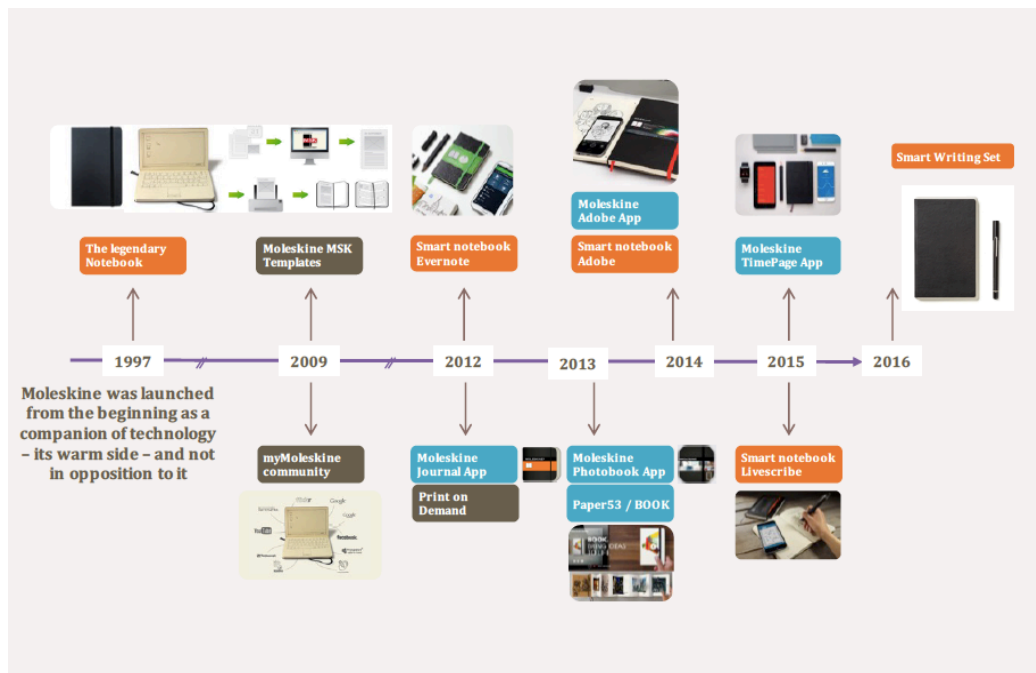 Smart Writing Set
Moleskine
Adobe App
The legendary
Notebook
Moleskine MSK
Templates
Smart notebook
Evernote
Smart notebook
Adobe
Moleskine
TimePage App
1997
2009
2012
2013
2014
2015
2016
Moleskine was launched
from the beginning as a
companion of technology
– its warm side – and not
in opposition to it
myMoleskine
community
Moleskine
Journal App
Print on
Demand
Moleskine
Photobook App
Paper53 / BOOK
Smart notebook
Livescribe
Google
facebook
BOOK